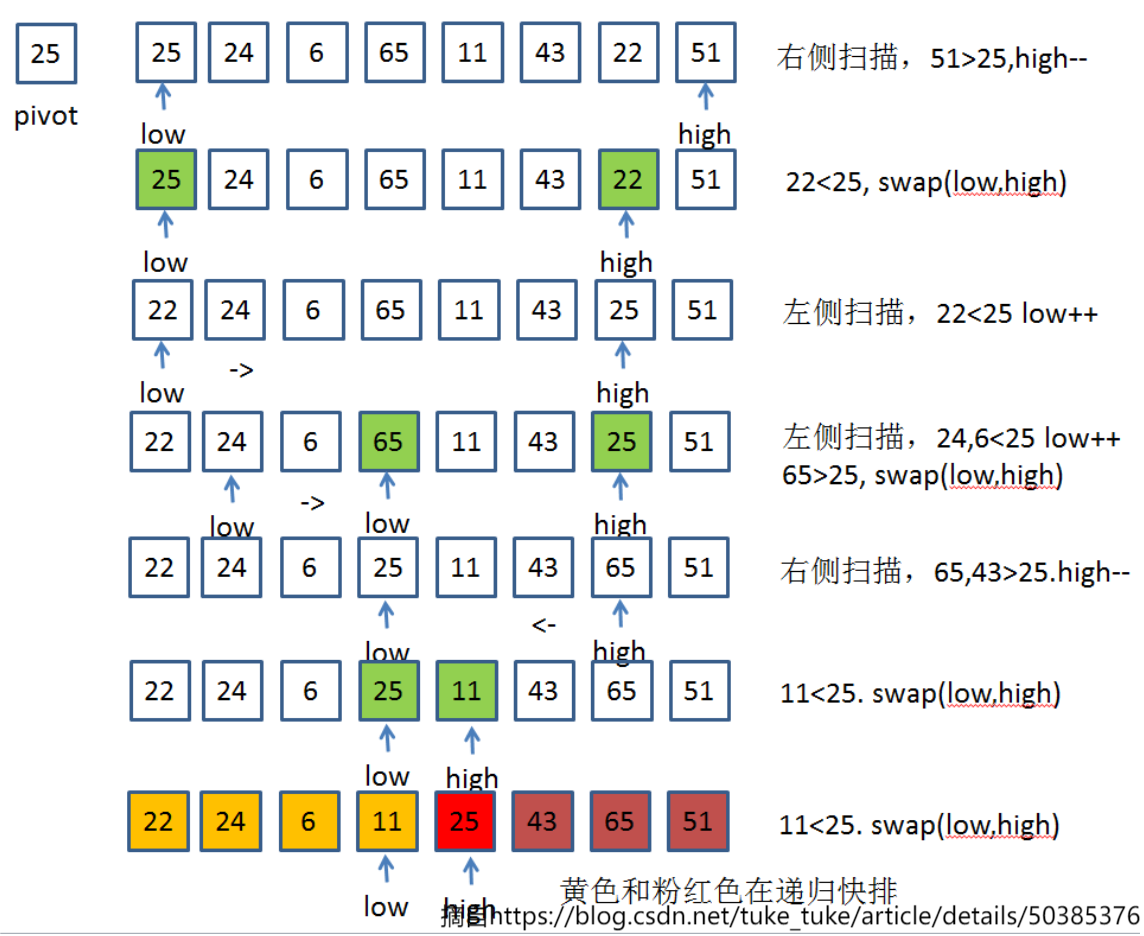 25 25 24 6 65 11 43 22 51 右侧扫描，51>25,high--
pivot
low high
25 24 6 65 11 43 22 51 22<25, swap(low,high)
low high
22 24 6 65 11 43 25 51 左侧扫描，22<25 low++
->
low high
22 24 6 65 11 43 25 51 左侧扫描，24,6<25 low++
65>25, swap(low,high)
->
low low high
22 24 6 25 11 43 65 51 右侧扫描，65,43>25.high--
<-
low high
22 24 6 25 11 43 65 51 11<25. swap(low,high)
low high
22 24 6 11 25 43 65 51 11<25. swap(low,high)
黄色和粉红色在递归快排
low high
摘自https://blog.csdn.net/tuke_tuke/article/details/50385376